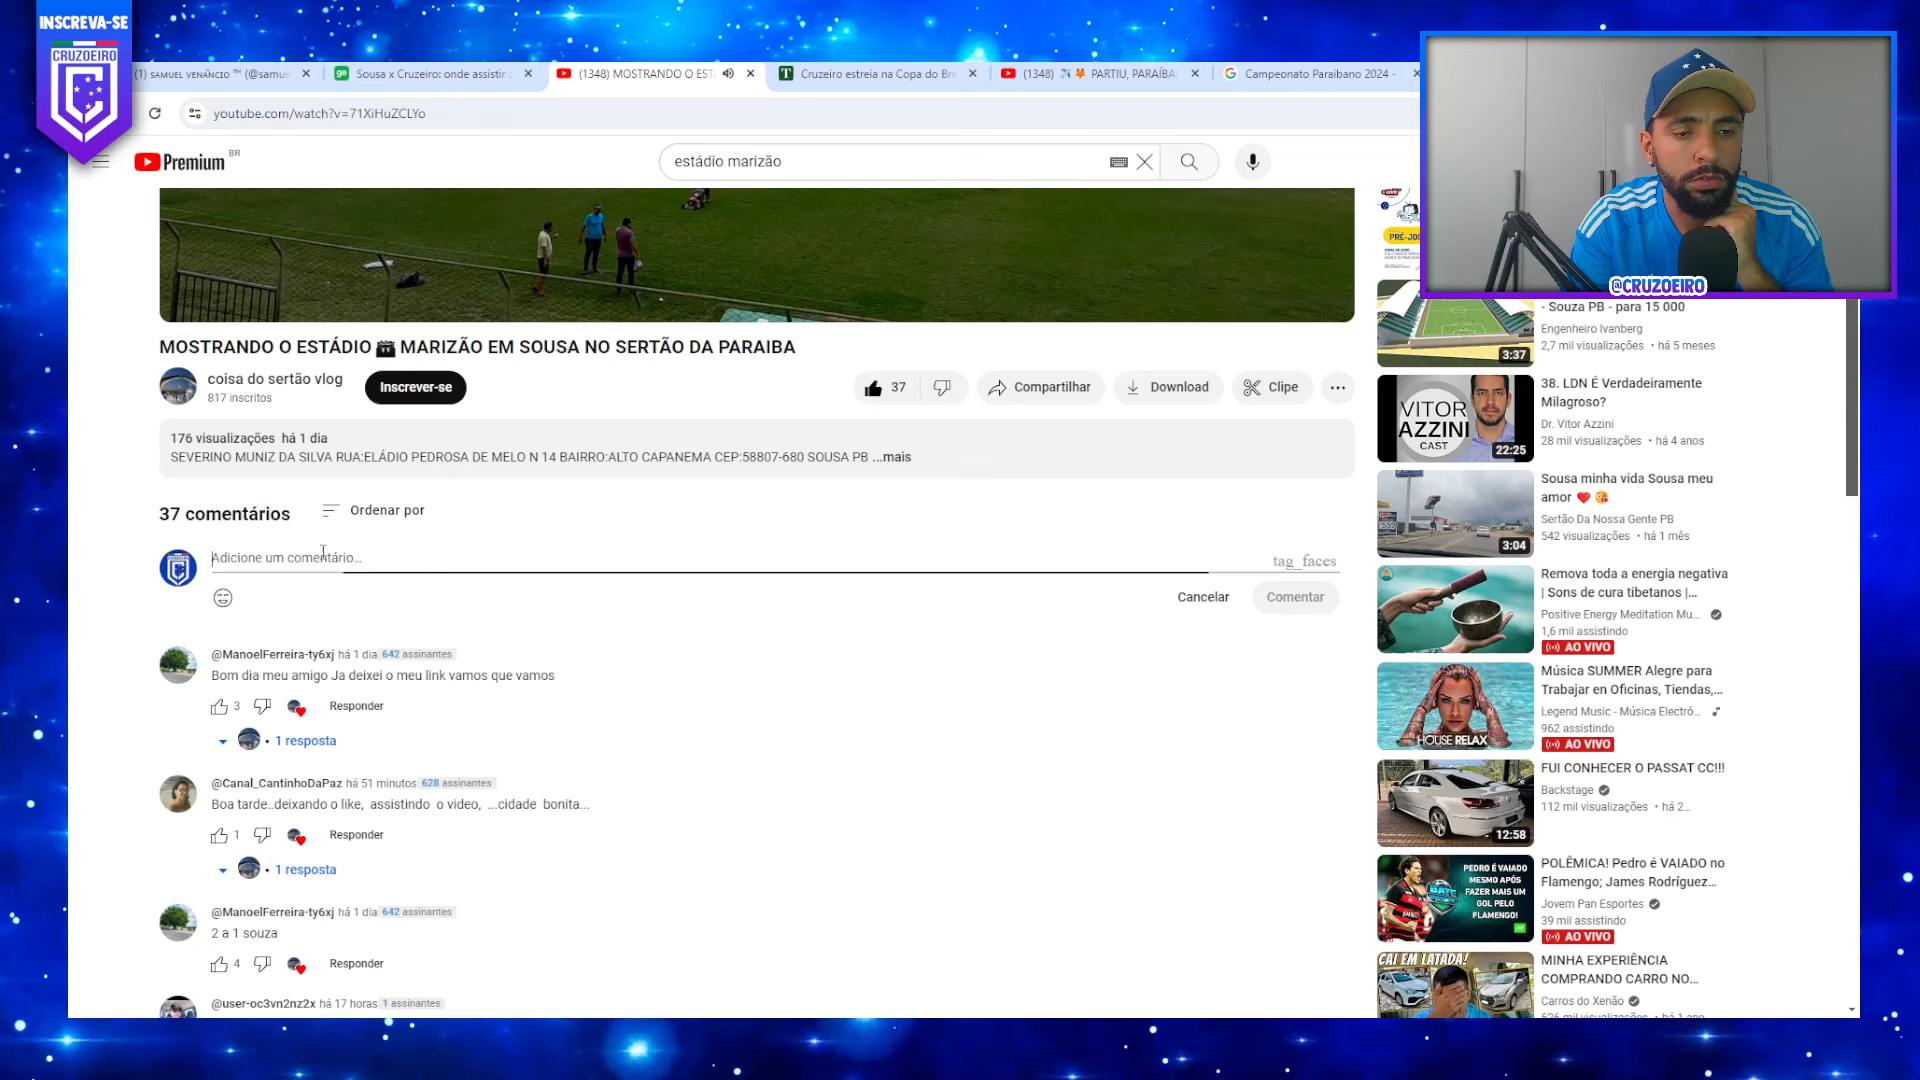 INSCREVA-SE
CRUZOEIRO
(1) SAMUEL VENÂNCIO ™ (@samue
Sousa x Cruzeiro: onde assistir
(1348) MOSTRANDO O EST
Cruzeiro estreia na Copa do Bra
(1348) PARTIU, PARAÍBA
Campeonato Paraibano 2024 -
youtube.com/watch?v=71XiHuZCLYo
Premium BR
estádio marizão
@CRUZOEIRO
PRÉ-JOG
MOSTRANDO O ESTÁDIO 🏟 MARIZÃO EM SOUSA NO SERTÃO DA PARAIBA
coisa do sertão vlog
817 inscritos
Inscrever-se
37
Compartilhar
Download
Clipe
176 visualizações há 1 dia
SEVERINO MUNIZ DA SILVA RUA:ELÁDIO PEDROSA DE MELO N 14 BAIRRO:ALTO CAPANEMA CEP:58807-680 SOUSA PB ...mais
37 comentários
Ordenar por
Adicione um comentário...
tag_faces
Cancelar
Comentar
@ManoelFerreira-ty6xj há 1 dia 642 assinantes
Bom dia meu amigo Ja deixei o meu link vamos que vamos
3
Responder
• 1 resposta
@Canal_CantinhoDaPaz há 51 minutos 628 assinantes
Boa tarde..deixando o like, assistindo o video, ...cidade bonita...
1
Responder
• 1 resposta
@ManoelFerreira-ty6xj há 1 dia 642 assinantes
2 a 1 souza
4
Responder
@user-oc3vn2nz2x há 17 horas 1 assinantes
- Souza PB - para 15 000
Engenheiro Ivanberg
2,7 mil visualizações • há 5 meses
3:37
38. LDN É Verdadeiramente
Milagroso?
Dr. Vitor Azzini
28 mil visualizações • há 4 anos
VITOR
AZZINI
CAST
22:25
Sousa minha vida Sousa meu
amor ❤️ 😘
Sertão Da Nossa Gente PB
542 visualizações • há 1 mês
3:04
Remova toda a energia negativa
| Sons de cura tibetanos |...
Positive Energy Meditation Mu...
1,6 mil assistindo
AO VIVO
Música SUMMER Alegre para
Trabajar en Oficinas, Tiendas,...
Legend Music - Música Electró...
962 assistindo
AO VIVO
HOUSE RELAX
FUI CONHECER O PASSAT CC!!!
Backstage
112 mil visualizações • há 2...
12:58
POLÊMICA! Pedro é VAIADO no
Flamengo; James Rodríguez...
Jovem Pan Esportes
39 mil assistindo
AO VIVO
PEDRO É VAIADO
MESMO APÓS
FAZER MAIS UM
GOL PELO
FLAMENGO!
MINHA EXPERIÊNCIA
COMPRANDO CARRO NO...
Carros do Xenão
526 mil visualizações • há 1 ano
CAI EM LATADA!